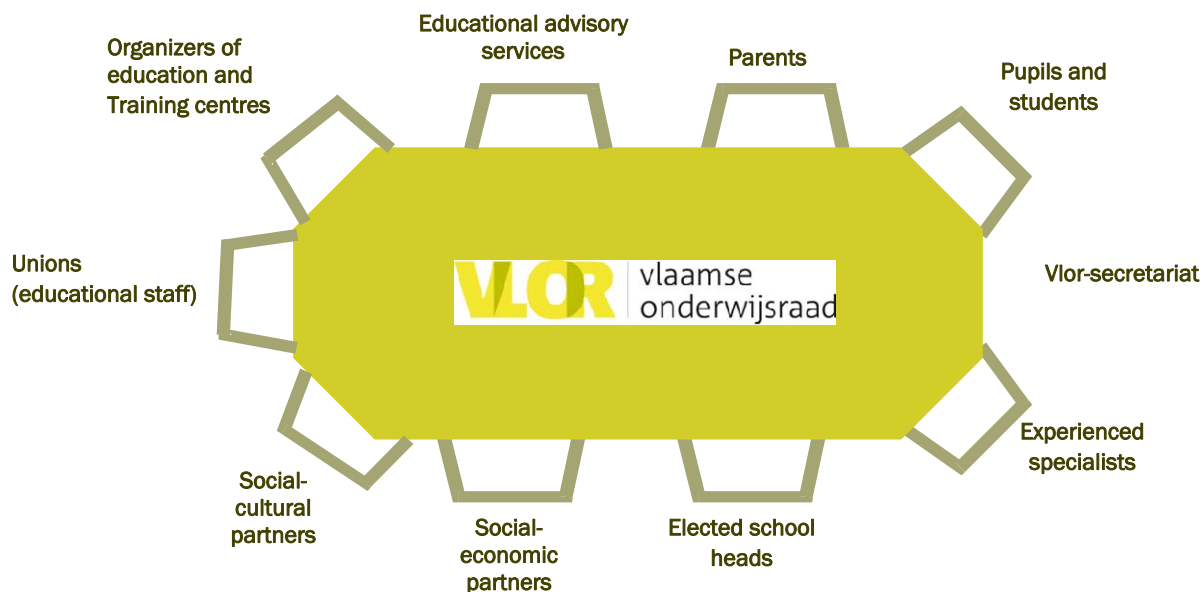 Educational advisory
services
Organizers of
education and
Training centres
Parents
Pupils and
students
Unions
(educational staff)
VLOR
vlaamse
onderwijsraad
Vlor-secretariat
Experienced
specialists
Social-
cultural
partners
Social-
economic
partners
Elected school
heads